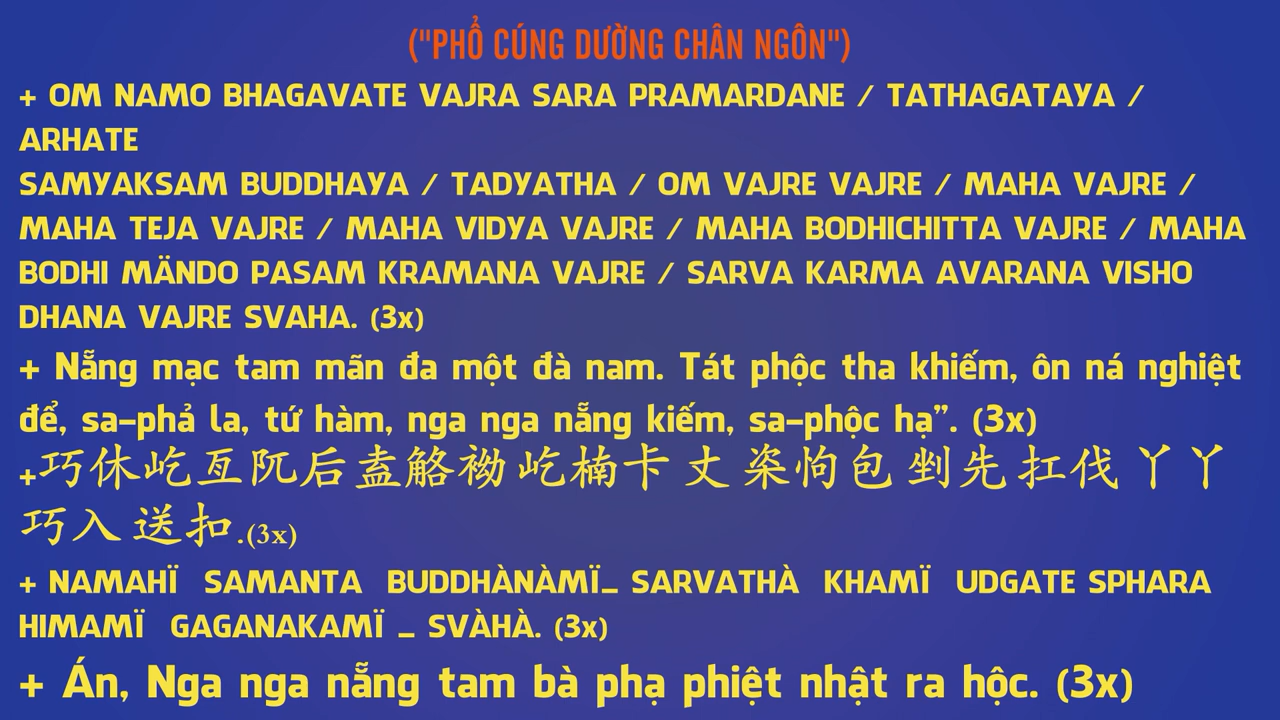 ("PHỔ CÚNG DƯỜNG CHÂN NGÔN")
+ OM NAMO BHAGAVATE VAJRA SARA PRAMARDANE / TATHAGATAYA /
ARHATE
SAMYAKSAM BUDDHAYA / TADYATHA / OM VAJRE VAJRE / MAHA VAJRE /
MAHA TEJA VAJRE / MAHA VIDYA VAJRE / MAHA BODHICHITTA VAJRE / MAHA
BODHI MÄNDO PASAM KRAMANA VAJRE / SARVA KARMA AVARANA VISHO
DHANA VAJRE SVAHA. (3x)
+ Nẵng mạc tam mãn đa một đà nam. Tát phộc tha khiếm, ôn ná nghiệt
để, sa-phả la, tứ hàm, nga nga nẵng kiếm, sa-phộc hạ”. (3x)
+巧休屹亙阢后盍觡袎屹楠卡丈桼怐包剉先扛伐丫丫
巧入送扣.(3x)
+ NAMAHÏ SAMANTA BUDDHÀNÀMÏ_ SARVATHÀ KHAMÏ UDGATE SPHARA
HIMAMÏ GAGANAKAMÏ _ SVÀHÀ. (3x)
+ Án, Nga nga nẵng tam bà phạ phiệt nhật ra hộc. (3x)